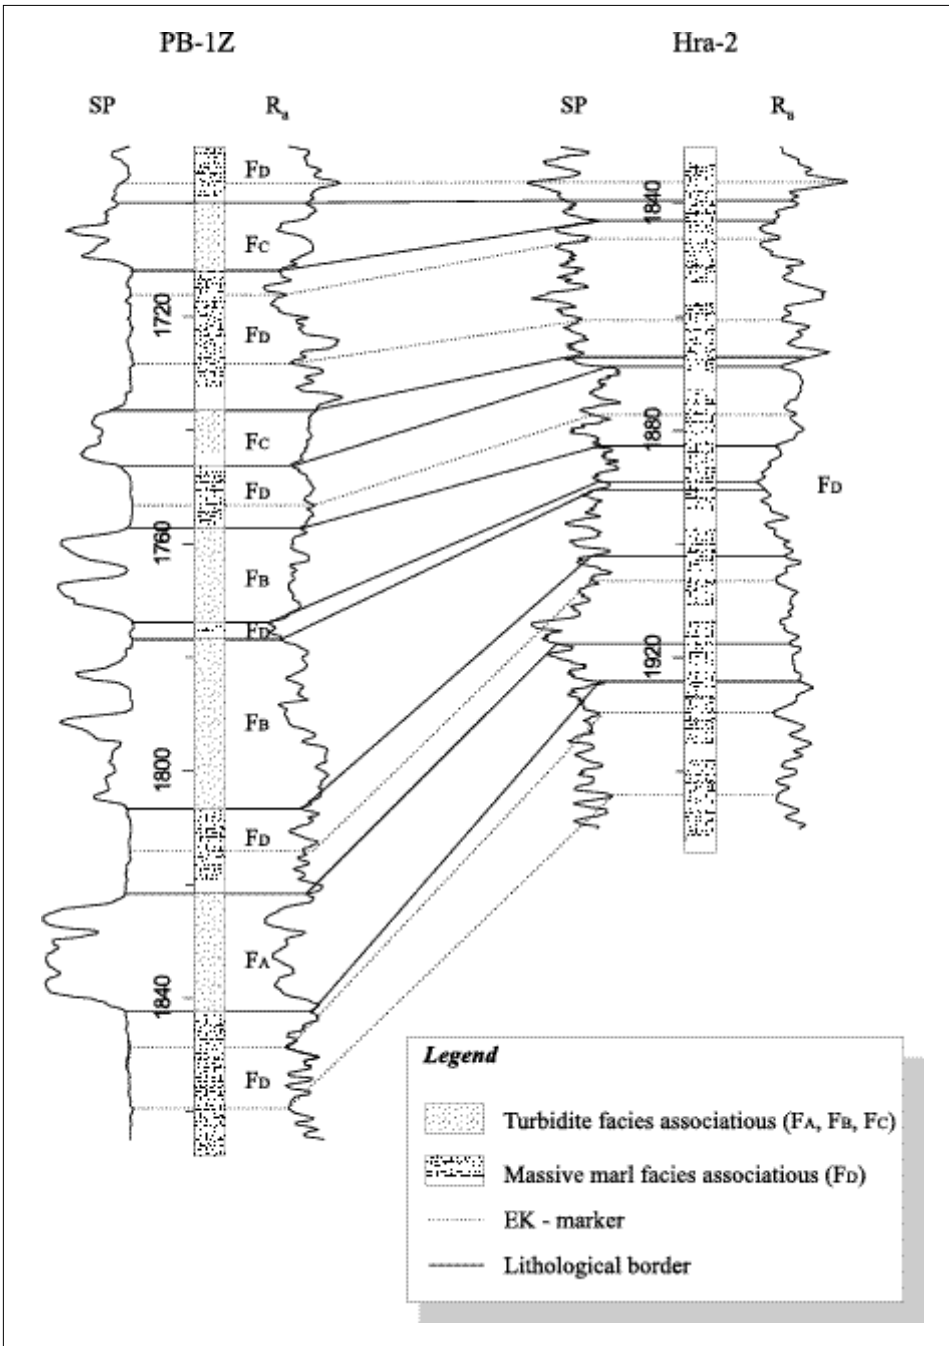 PB-1Z
Hra-2
SP
Ra
SP
Ra
FD
FC
1720
FD
FC
FD
1760
FB
FD
FB
1800
FD
FA
1840
FD
1840
1880
FD
1920
Legend
Turbidite facies associatious (FA, FB, FC)
Massive marl facies associatious (FD)
EK - marker
Lithological border